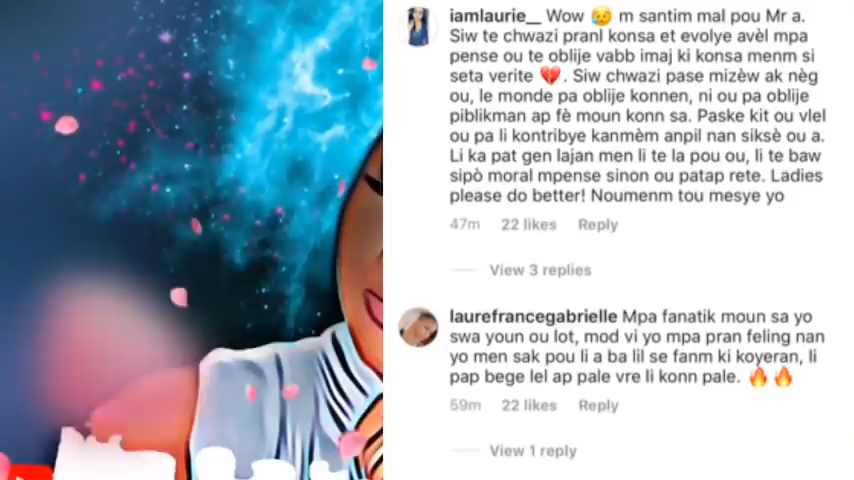 iamlaurie__ Wow 😥 m santim mal pou Mr a.
Siw te chwazi pranl konsa et evolye avèl mpa
pense ou te oblije vabb imaj ki konsa menm si
seta verite 💔. Siw chwazi pase mizèw ak nèg
ou, le monde pa oblije konnen, ni ou pa oblije
piblikman ap fè moun konn sa. Paske kit ou vlel
ou pa li kontribye kanmèm anpil nan siksè ou a.
Li ka pat gen lajan men li te la pou ou, li te baw
sipò moral mpense sinon ou patap rete. Ladies
please do better! Noumenm tou mesye yo
47m 22 likes Reply
View 3 replies
laurefrancegabrielle Mpa fanatik moun sa yo
swa youn ou lot, mod vi yo mpa pran feling nan
yo men sak pou li a ba lil se fanm ki koyeran, li
pap bege lel ap pale vre li konn pale. 🔥🔥
59m 22 likes Reply
View 1 reply